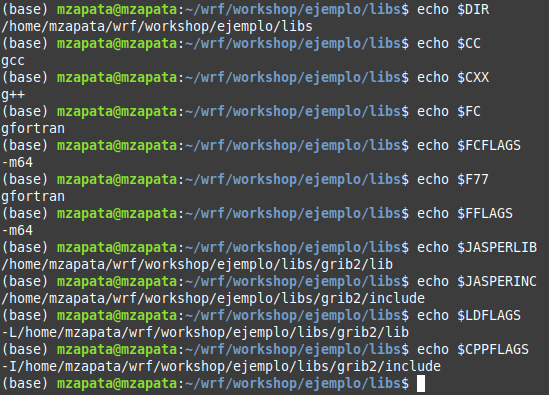 (base) mzapata@mzapata:~/wrf/workshop/ejemplo/libs$ echo $DIR
/home/mzapata/wrf/workshop/ejemplo/libs
(base) mzapata@mzapata:~/wrf/workshop/ejemplo/libs$ echo $CC
gcc
(base) mzapata@mzapata:~/wrf/workshop/ejemplo/libs$ echo $CXX
g++
(base) mzapata@mzapata:~/wrf/workshop/ejemplo/libs$ echo $FC
gfortran
(base) mzapata@mzapata:~/wrf/workshop/ejemplo/libs$ echo $FCFLAGS
-m64
(base) mzapata@mzapata:~/wrf/workshop/ejemplo/libs$ echo $F77
gfortran
(base) mzapata@mzapata:~/wrf/workshop/ejemplo/libs$ echo $FFLAGS
-m64
(base) mzapata@mzapata:~/wrf/workshop/ejemplo/libs$ echo $JASPERLIB
/home/mzapata/wrf/workshop/ejemplo/libs/grib2/lib
(base) mzapata@mzapata:~/wrf/workshop/ejemplo/libs$ echo $JASPERINC
/home/mzapata/wrf/workshop/ejemplo/libs/grib2/include
(base) mzapata@mzapata:~/wrf/workshop/ejemplo/libs$ echo $LDFLAGS
-L/home/mzapata/wrf/workshop/ejemplo/libs/grib2/lib
(base) mzapata@mzapata:~/wrf/workshop/ejemplo/libs$ echo $CPPFLAGS
-I/home/mzapata/wrf/workshop/ejemplo/libs/grib2/include
(base) mzapata@mzapata:~/wrf/workshop/ejemplo/libs$